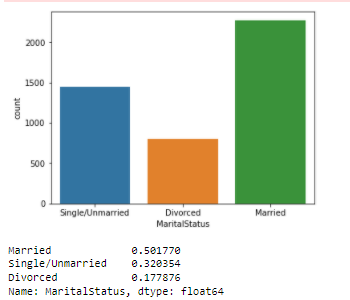 2000
1500
1000
500
0
count
Single/Unmarried Divorced Married
MaritalStatus
Married 0.501770
Single/Unmarried 0.320354
Divorced 0.177876
Name: MaritalStatus, dtype: float64